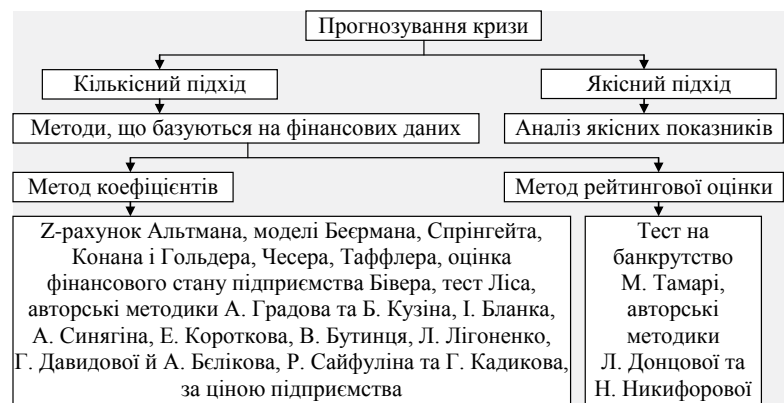 Прогнозування кризи
Кількісний підхід
Якісний підхід
Методи, що базуються на фінансових даних
Аналіз якісних показників
Метод коефіцієнтів
Метод рейтингової оцінки
Z-рахунок Альтмана, моделі Беєрмана, Спрінгейта,
Конана і Гольдера, Чесера, Таффлера, оцінка
фінансового стану підприємства Бівера, тест Ліса,
авторські методики А. Градова та Б. Кузіна, І. Бланка,
А. Синягіна, Е. Короткова, В. Бутинця, Л. Лігоненко,
Г. Давидової й А. Бєлікова, Р. Сайфуліна та Г. Кадикова,
за ціною підприємства
Тест на
банкрутство
М. Тамарі,
авторські
методики
Л. Донцової та
Н. Никифорової